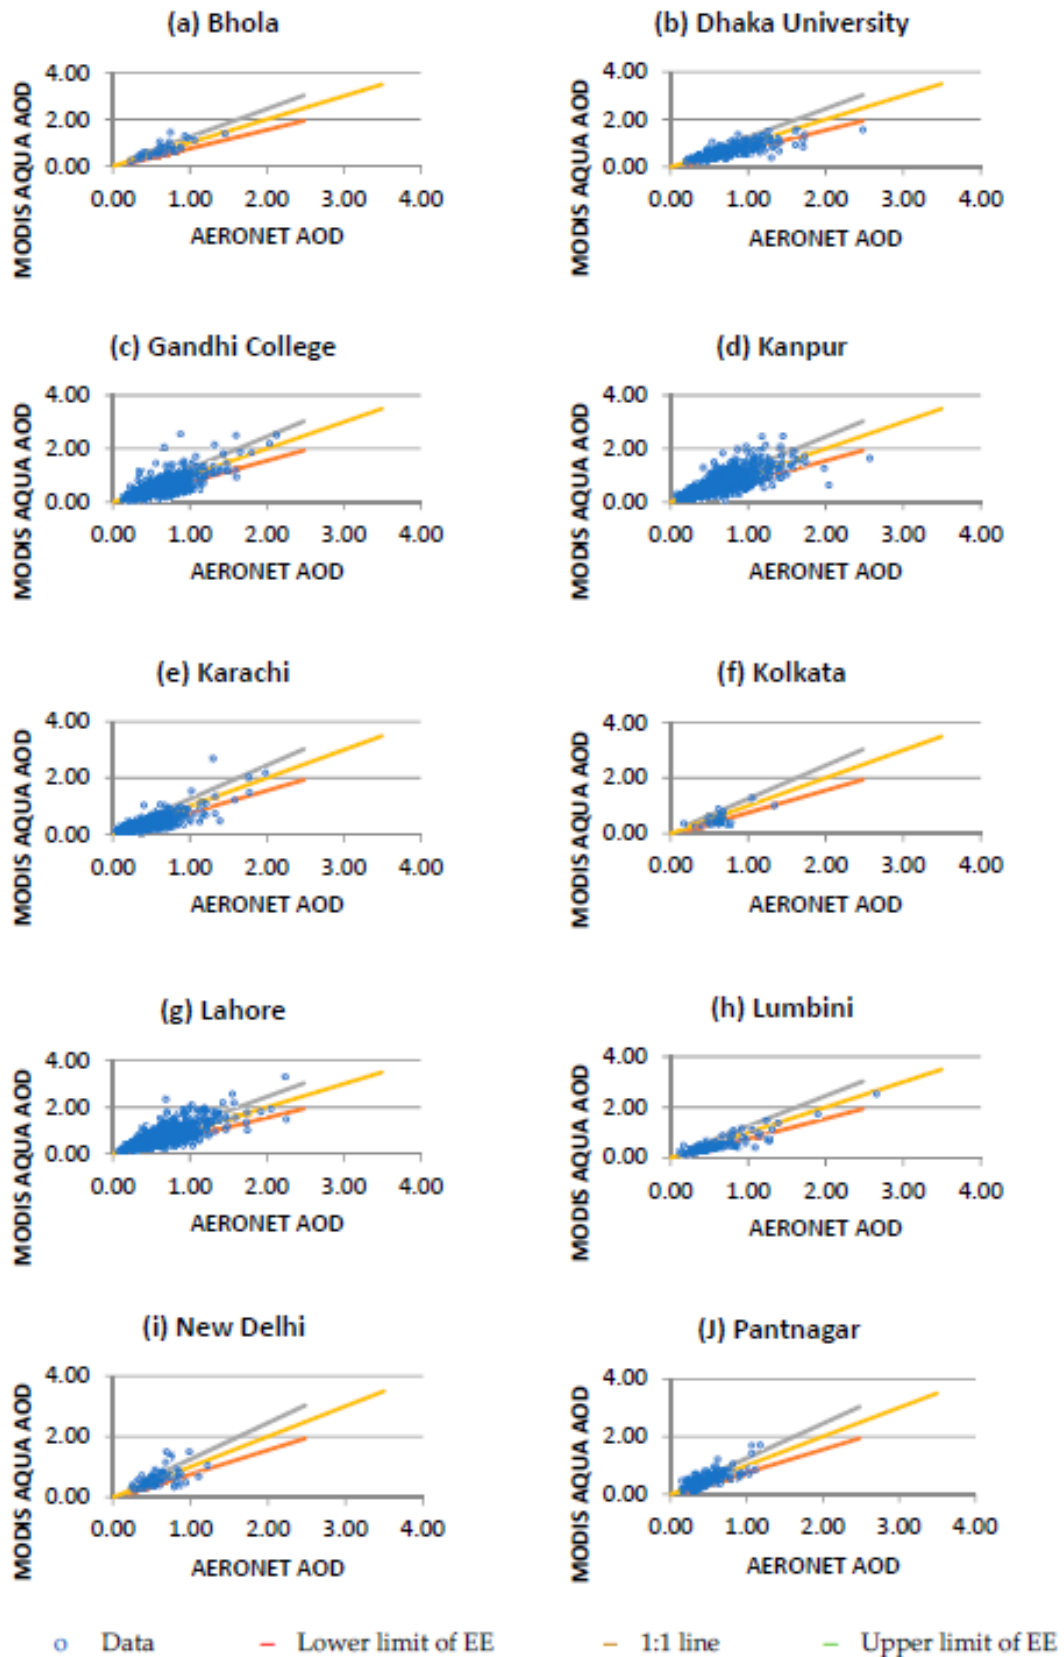 (a) Bhola
(b) Dhaka University
MODIS AQUA AOD
4.00
2.00
0.00
0.00 1.00 2.00 3.00 4.00
AERONET AOD
MODIS AQUA AOD
4.00
2.00
0.00
0.00 1.00 2.00 3.00 4.00
AERONET AOD
(c) Gandhi College
(d) Kanpur
MODIS AQUA AOD
4.00
2.00
0.00
0.00 1.00 2.00 3.00 4.00
AERONET AOD
MODIS AQUA AOD
4.00
2.00
0.00
0.00 1.00 2.00 3.00 4.00
AERONET AOD
(e) Karachi
(f) Kolkata
MODIS AQUA AOD
4.00
2.00
0.00
0.00 1.00 2.00 3.00 4.00
AERONET AOD
MODIS AQUA AOD
4.00
2.00
0.00
0.00 1.00 2.00 3.00 4.00
AERONET AOD
(g) Lahore
(h) Lumbini
MODIS AQUA AOD
4.00
2.00
0.00
0.00 1.00 2.00 3.00 4.00
AERONET AOD
MODIS AQUA AOD
4.00
2.00
0.00
0.00 1.00 2.00 3.00 4.00
AERONET AOD
(i) New Delhi
(J) Pantnagar
MODIS AQUA AOD
4.00
2.00
0.00
0.00 1.00 2.00 3.00 4.00
AERONET AOD
MODIS AQUA AOD
4.00
2.00
0.00
0.00 1.00 2.00 3.00 4.00
AERONET AOD
Data Lower limit of EE 1:1 line Upper limit of EE